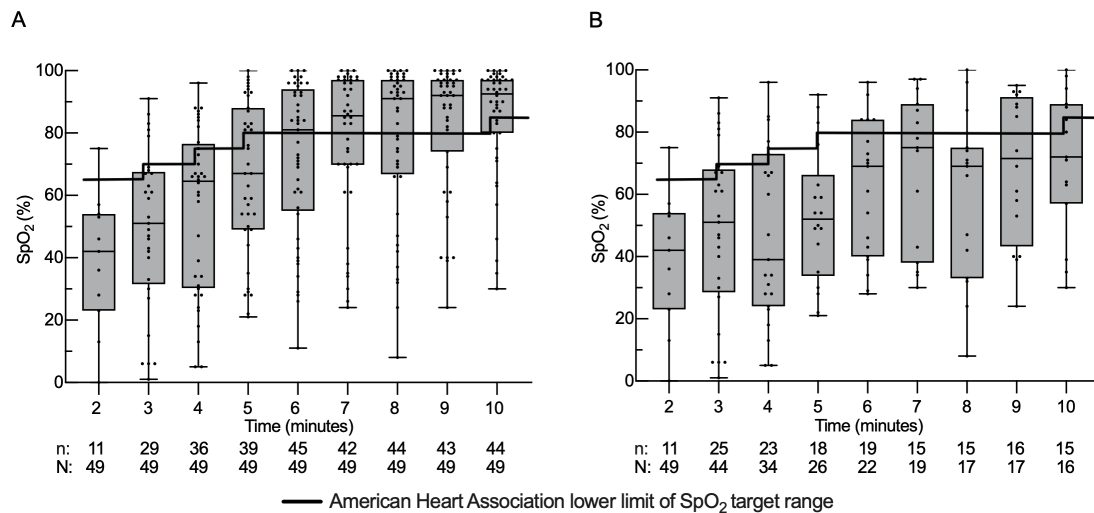 A
B
100
80
60
40
20
0
SpO2 (%)
2 3 4 5 6 7 8 9 10
Time (minutes)
n: 11 29 36 39 45 42 44 43 44
N: 49 49 49 49 49 49 49 49 49
100
80
60
40
20
0
SpO2 (%)
2 3 4 5 6 7 8 9 10
Time (minutes)
n: 11 25 23 18 19 15 15 16 15
N: 49 44 34 26 22 19 17 17 16
American Heart Association lower limit of SpO2 target range